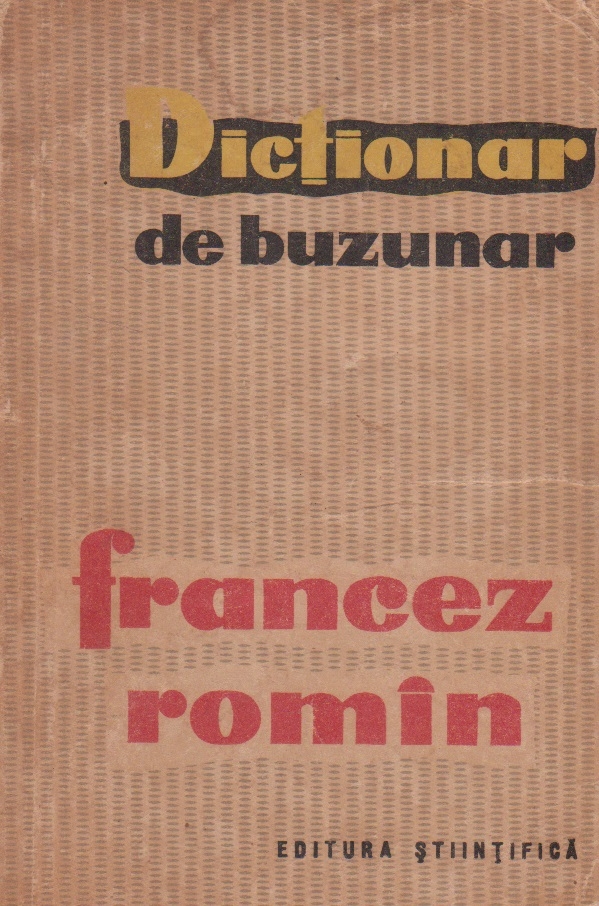 Dicționar
de buzunar
francez
romîn
EDITURA ȘTIINȚIFICĂ